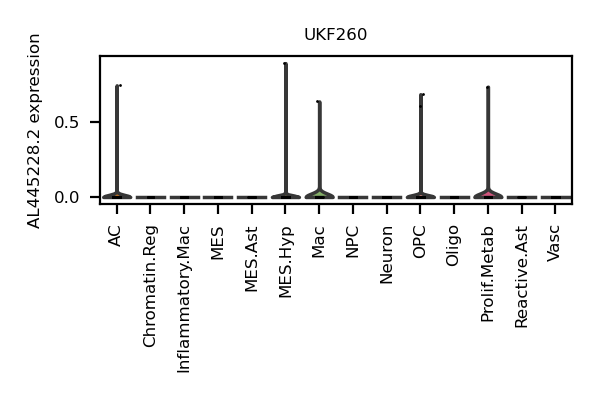 UKF260
AL445228.2 expression
0.5
0.0
AC
Chromatin.Reg
Inflammatory.Mac
MES
MES.Ast
MES.Hyp
Mac
NPC
Neuron
OPC
Oligo
Prolif.Metab
Reactive.Ast
Vasc